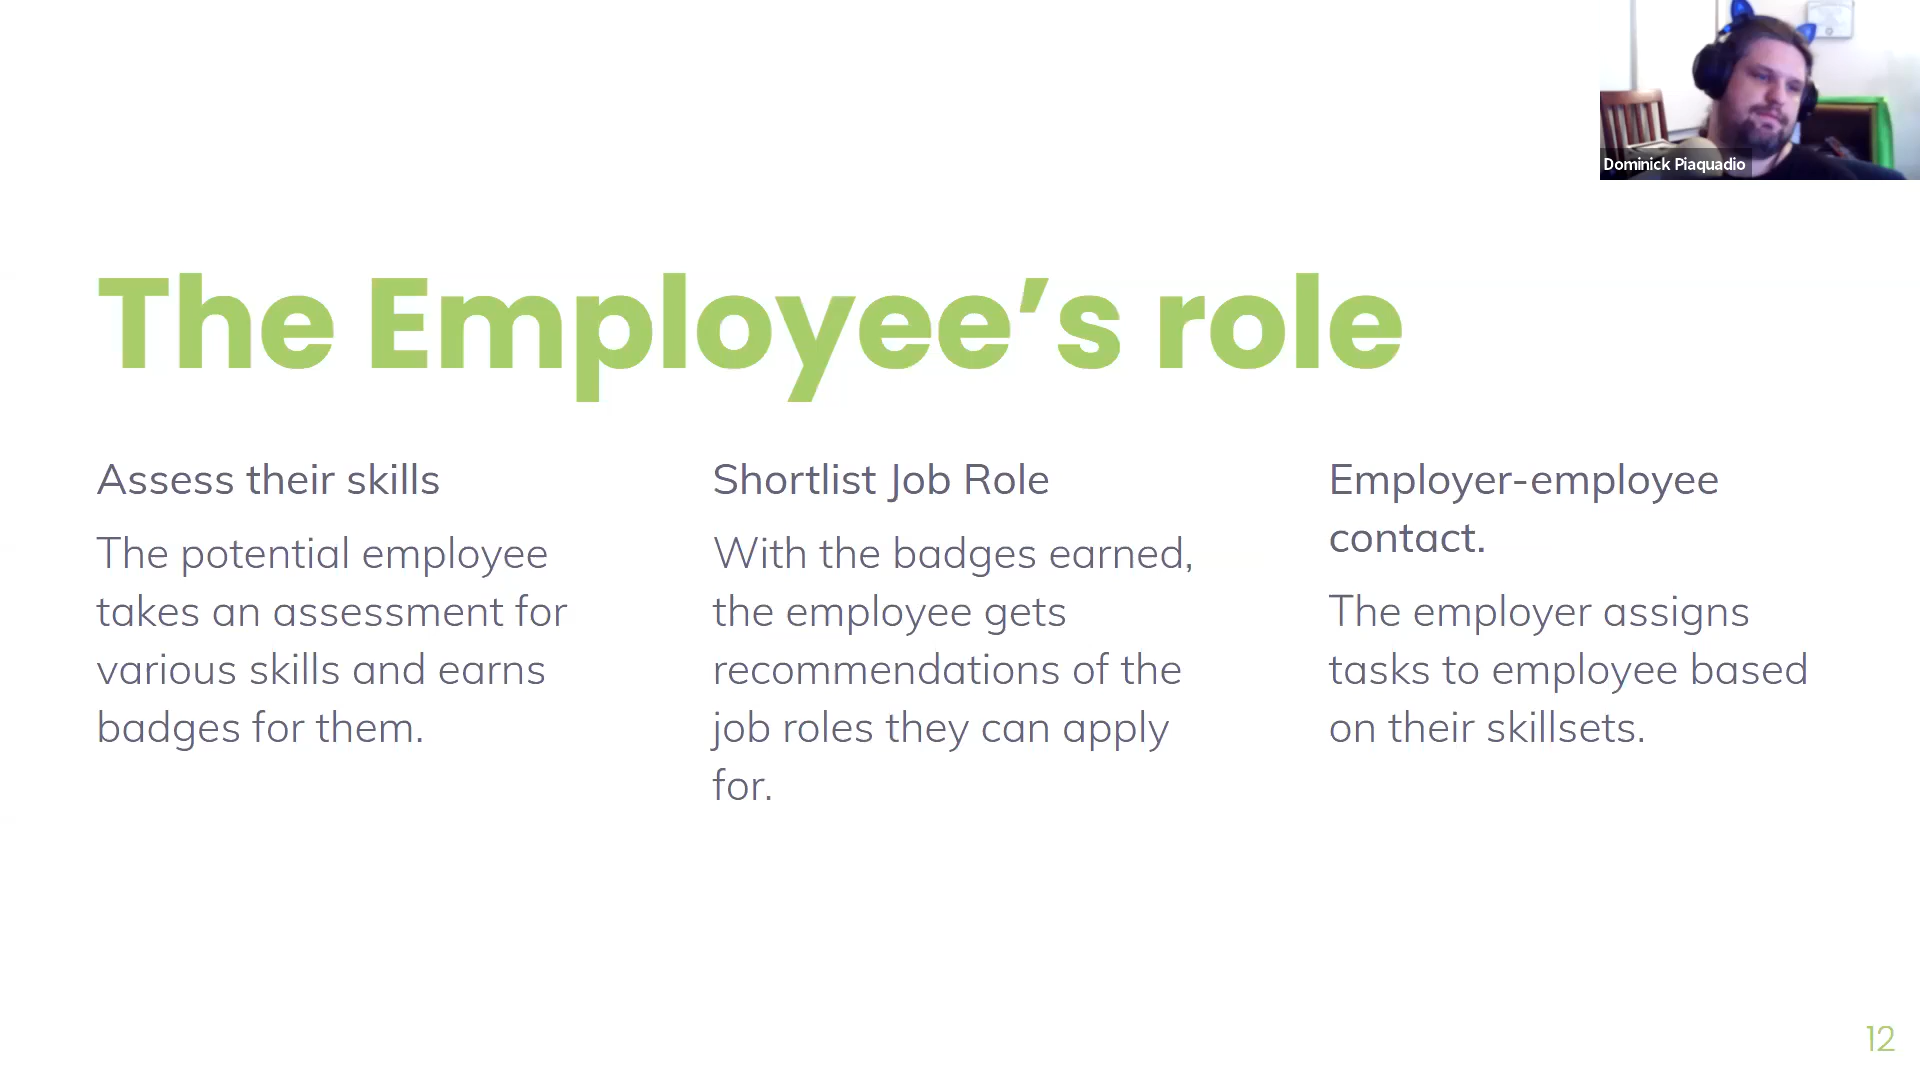 Dominick Piaquadio
The Employee’s role
Assess their skills
The potential employee
takes an assessment for
various skills and earns
badges for them.
Shortlist Job Role
With the badges earned,
the employee gets
recommendations of the
job roles they can apply
for.
Employer-employee
contact.
The employer assigns
tasks to employee based
on their skillsets.
12